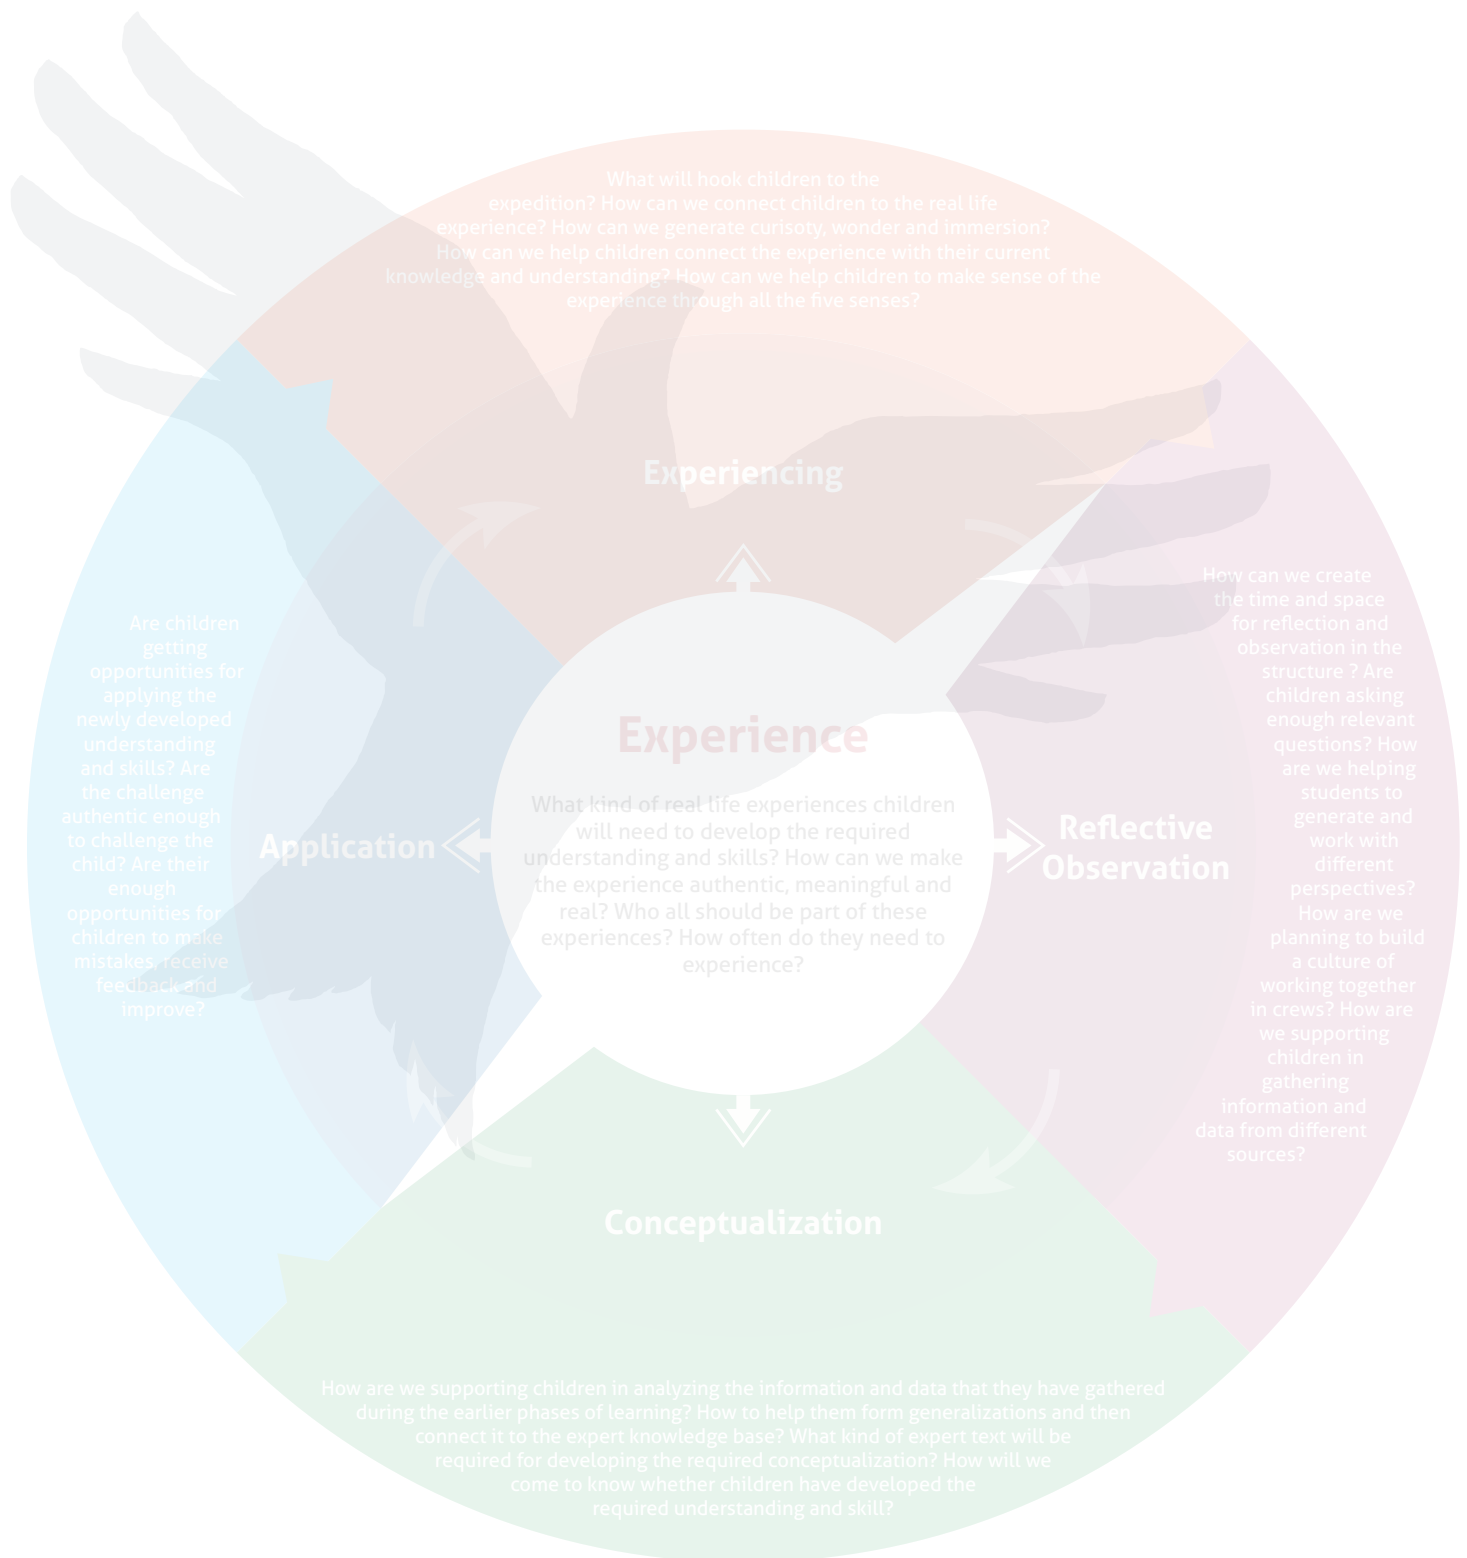 What will hook children to the
expedition? How can we connect children to the real life
experience? How can we generate curisoty, wonder and immersion?
How can we help children connect the experience with their current
knowledge and understanding? How can we help children to make sense of the
experience through all the five senses?
Experiencing
Are children
getting
opportunities for
applying the
newly developed
understanding
and skills? Are
the challenge
authentic enough
to challenge the
child? Are their
enough
opportunities for
children to make
mistakes, receive
feedback and
improve?
Application
Experience
What kind of real life experiences children
will need to develop the required
understanding and skills? How can we make
the experience authentic, meaningful and
real? Who all should be part of these
experiences? How often do they need to
experience?
Reflective
Observation
How can we create
the time and space
for reflection and
observation in the
structure ? Are
children asking
enough relevant
questions? How
are we helping
students to
generate and
work with
different
perspectives?
How are we
planning to build
a culture of
working together
in crews? How are
we supporting
children in
gathering
information and
data from different
sources?
Conceptualization
How are we supporting children in analyzing the information and data that they have gathered
during the earlier phases of learning? How to help them form generalizations and then
connect it to the expert knowledge base? What kind of expert text will be
required for developing the required conceptualization? How will we
come to know whether children have developed the
required understanding and skill?